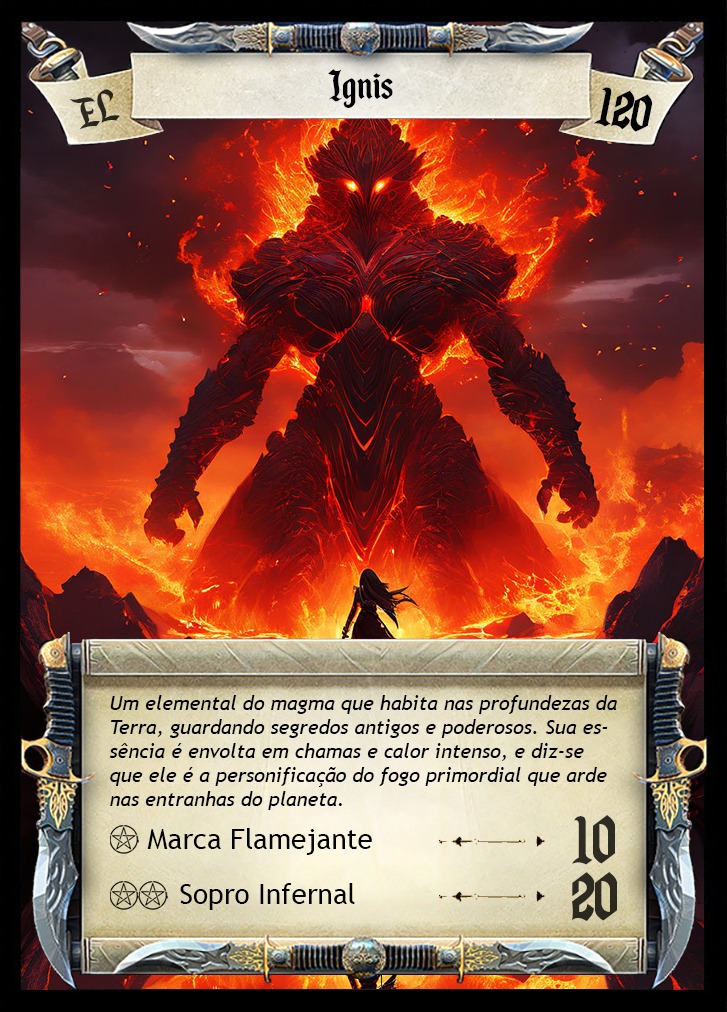 EL
Ignis
120
Um elemental do magma que habita nas profundezas da
Terra, guardando segredos antigos e poderosos. Sua es-
sência é envolta em chamas e calor intenso, e diz-se
que ele é a personificação do fogo primordial que arde
nas entranhas do planeta.
Marca Flamejante 10
Sopro Infernal 20